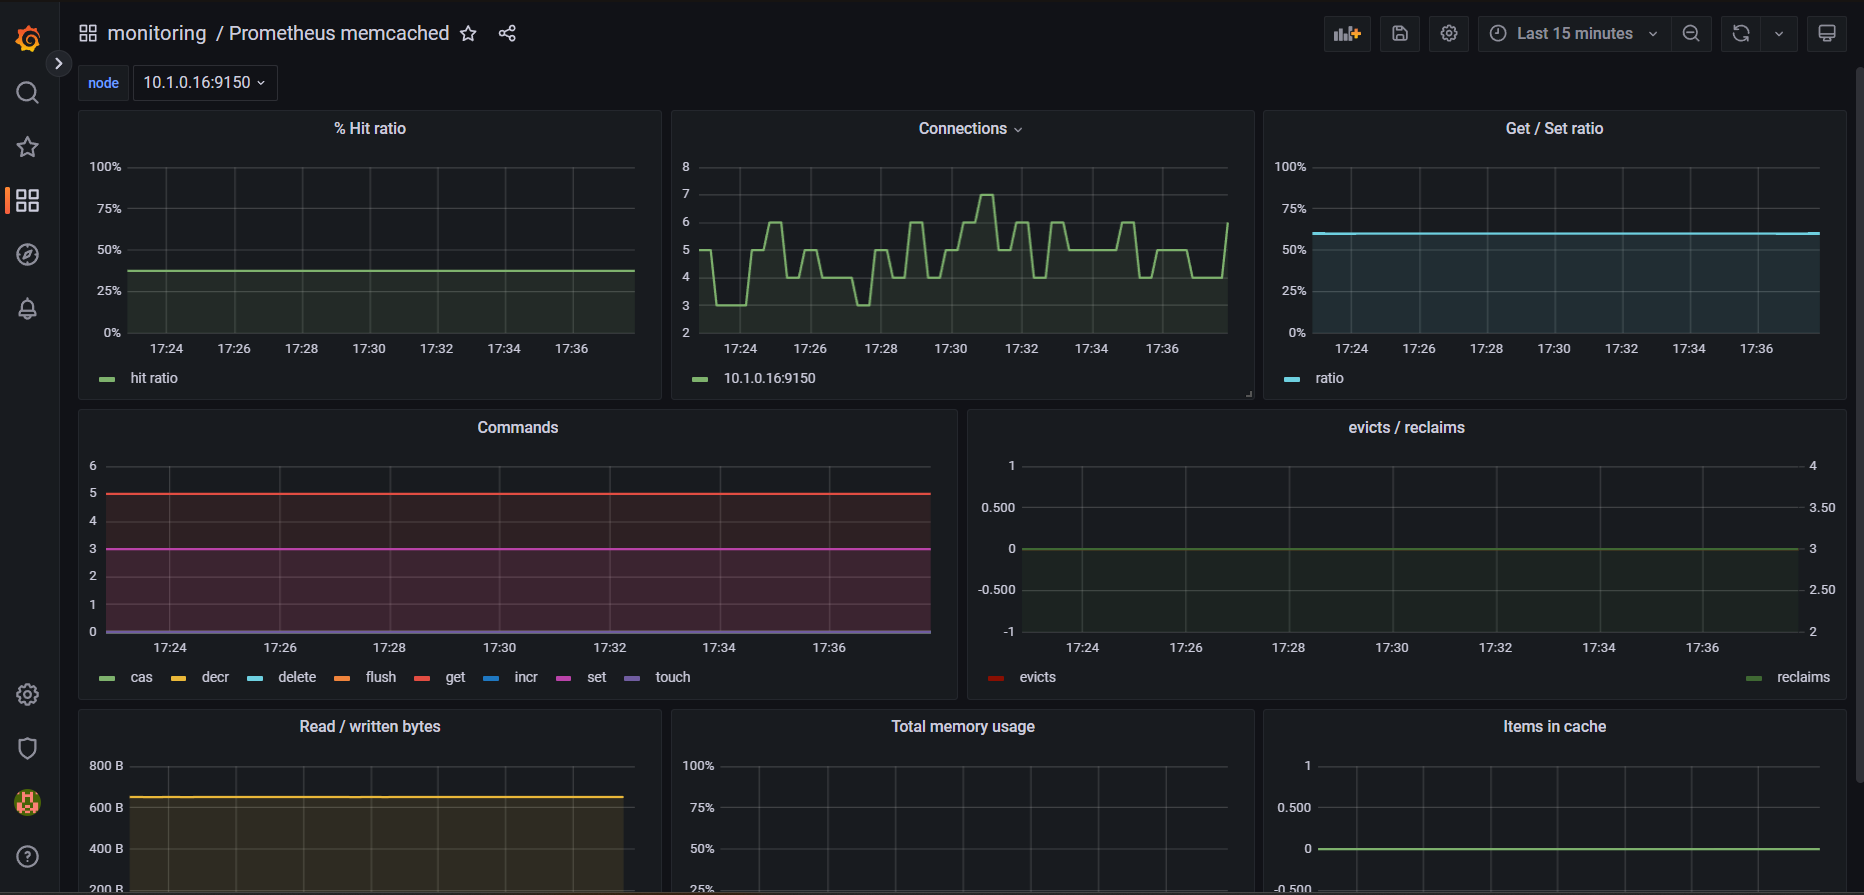 monitoring / Prometheus memcached
Last 15 minutes
node 10.1.0.16:9150
% Hit ratio
100%
75%
50%
25%
0%
17:24 17:26 17:28 17:30 17:32 17:34 17:36
hit ratio
Connections
8
7
6
5
4
3
2
17:24 17:26 17:28 17:30 17:32 17:34 17:36
10.1.0.16:9150
Get / Set ratio
100%
75%
50%
25%
0%
17:24 17:26 17:28 17:30 17:32 17:34 17:36
ratio
Commands
6
5
4
3
2
1
0
17:24 17:26 17:28 17:30 17:32 17:34 17:36
cas decr delete flush get incr set touch
evicts / reclaims
1 4
0.500 3.50
0 3
-0.500 2.50
-1 2
17:24 17:26 17:28 17:30 17:32 17:34 17:36
evicts reclaims
Read / written bytes
800 B
600 B
400 B
200 B
Total memory usage
100%
75%
50%
25%
Items in cache
1
0.500
0
-0.500